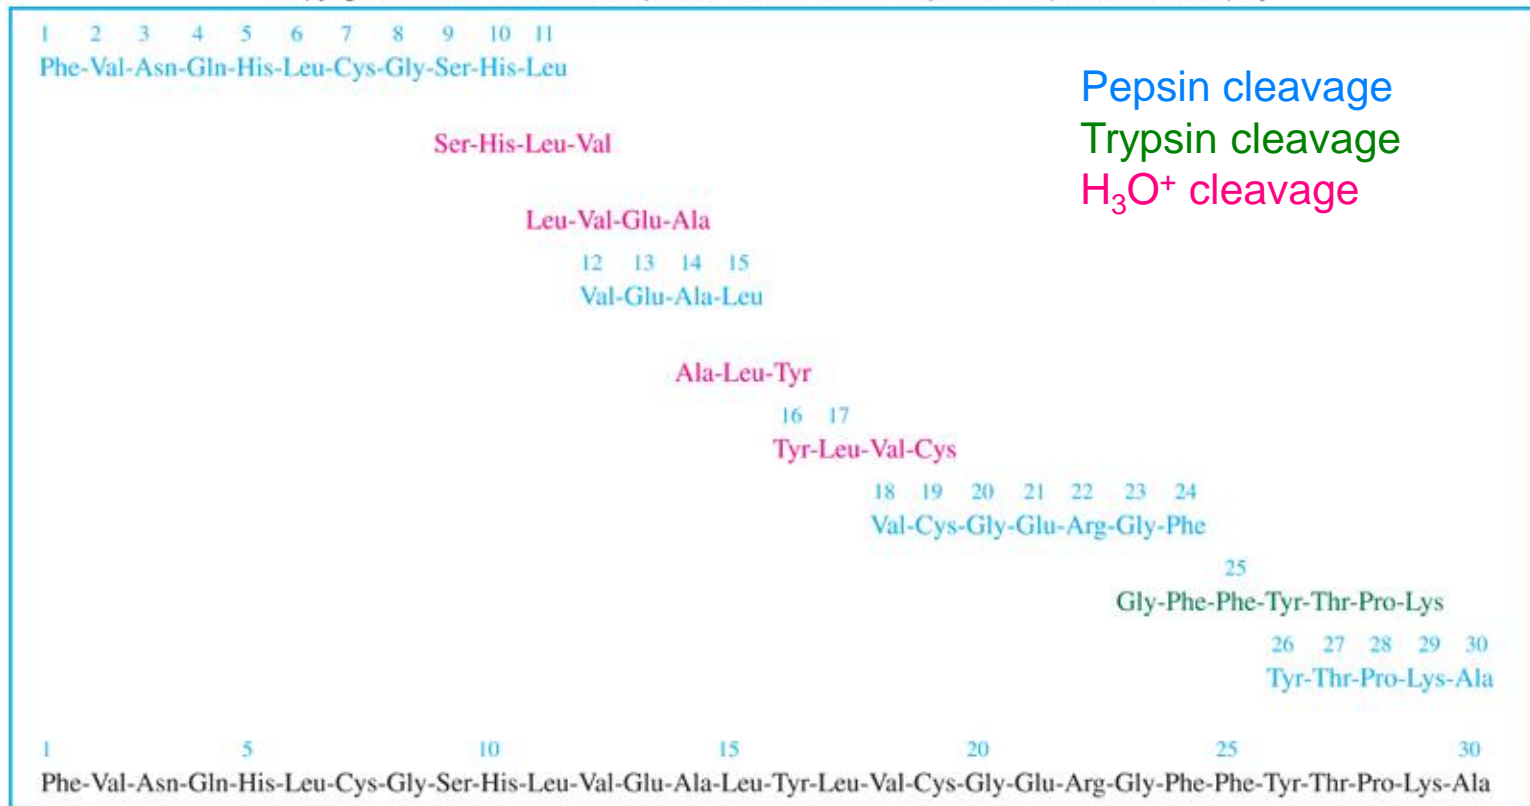 1 2 3 4 5 6 7 8 9 10 11
Phe-Val-Asn-Gln-His-Leu-Cys-Gly-Ser-His-Leu
Pepsin cleavage
Trypsin cleavage
H₃O⁺ cleavage
Ser-His-Leu-Val
Leu-Val-Glu-Ala
12 13 14 15
Val-Glu-Ala-Leu
Ala-Leu-Tyr
16 17
Tyr-Leu-Val-Cys
18 19 20 21 22 23 24
Val-Cys-Gly-Glu-Arg-Gly-Phe
25
Gly-Phe-Phe-Tyr-Thr-Pro-Lys
26 27 28 29 30
Tyr-Thr-Pro-Lys-Ala
1 5 10 15 20 25 30
Phe-Val-Asn-Gln-His-Leu-Cys-Gly-Ser-His-Leu-Val-Glu-Ala-Leu-Tyr-Leu-Val-Cys-Gly-Glu-Arg-Gly-Phe-Phe-Tyr-Thr-Pro-Lys-Ala